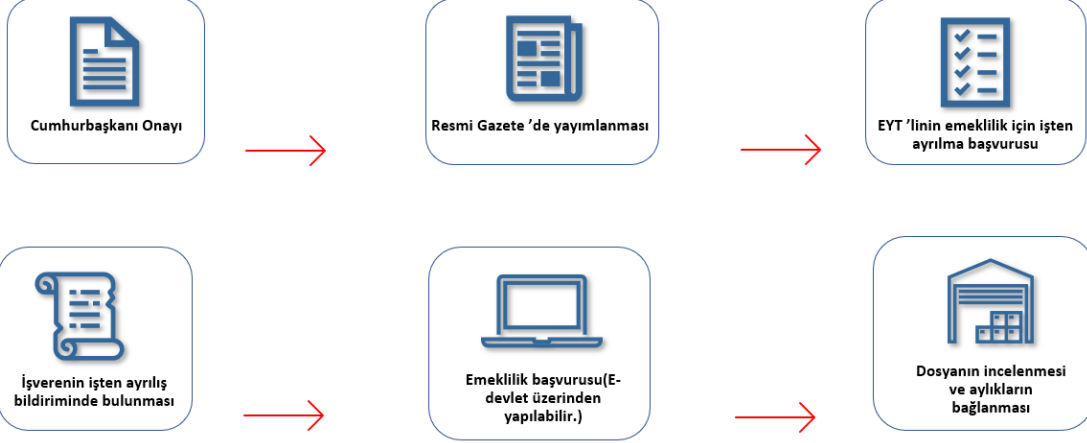 Cumhurbaşkanı Onayı
Resmi Gazete ’de yayımlanması
EYT ’linin emeklilik için işten
ayrılma başvurusu
İşverenin işten ayrılış
bildiriminde bulunması
Emeklilik başvurusu(E-
devlet üzerinden
yapılabilir.)
Dosyanın incelenmesi
ve aylıkların
bağlanması